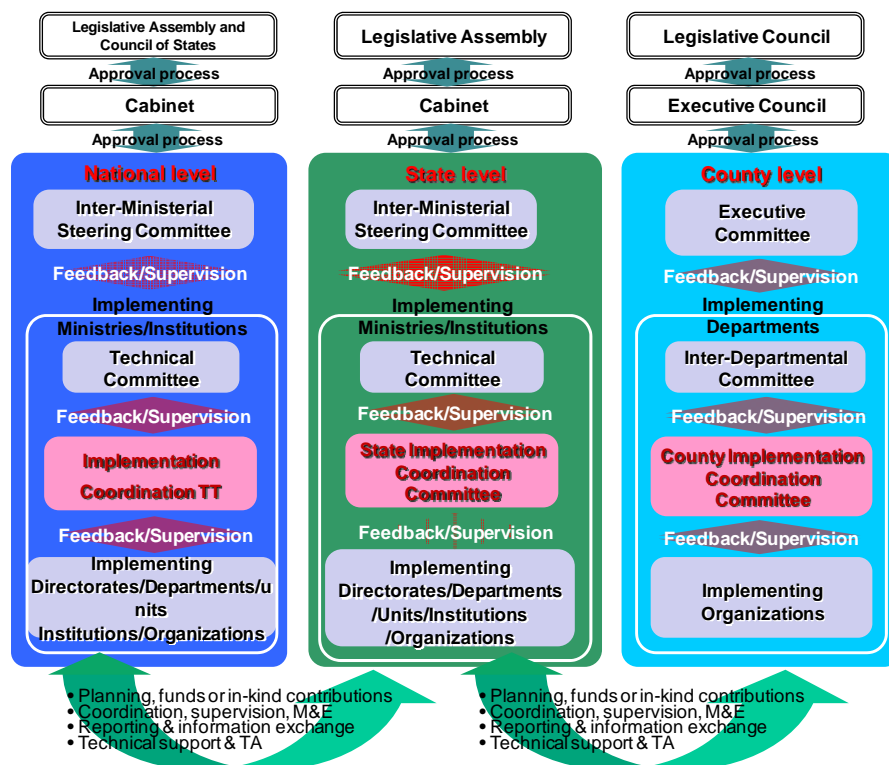 Legislative Assembly and
Council of States
Approval process
Cabinet
Approval process
National level
Inter-Ministerial
Steering Committee
Feedback/Supervision
Implementing
Ministries/Institutions
Technical
Committee
Feedback/Supervision
Implementation
Coordination TT
Feedback/Supervision
Implementing
Directorates/Departments/u
nits
Institutions/Organizations
Legislative Assembly
Approval process
Cabinet
Approval process
State level
Inter-Ministerial
Steering Committee
Feedback/Supervision
Implementing
Ministries/Institutions
Technical
Committee
Feedback/Supervision
State Implementation
Coordination
Committee
Feedback/Supervision
Implementing
Directorates/Departments
/Units/Institutions
/Organizations
Legislative Council
Approval process
Executive Council
Approval process
County level
Executive
Committee
Feedback/Supervision
Implementing
Departments
Inter-Departmental
Committee
Feedback/Supervision
County Implementation
Coordination
Committee
Feedback/Supervision
Implementing
Organizations
• Planning, funds or in-kind contributions
• Coordination, supervision, M&E
• Reporting & information exchange
• Technical support & TA
• Planning, funds or in-kind contributions
• Coordination, supervision, M&E
• Reporting & information exchange
• Technical support & TA